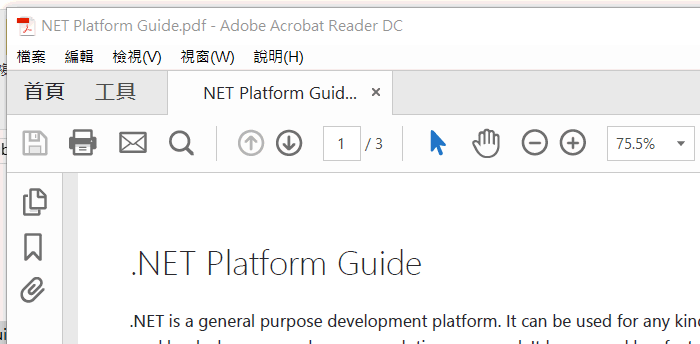 NET Platform Guide.pdf - Adobe Acrobat Reader DC
檔案 編輯 檢視(V) 視窗(W) 說明(H)
首頁 工具 NET Platform Guid... ×
1 / 3 75.5%
.NET Platform Guide
.NET is a general purpose development platform. It can be used for any kin